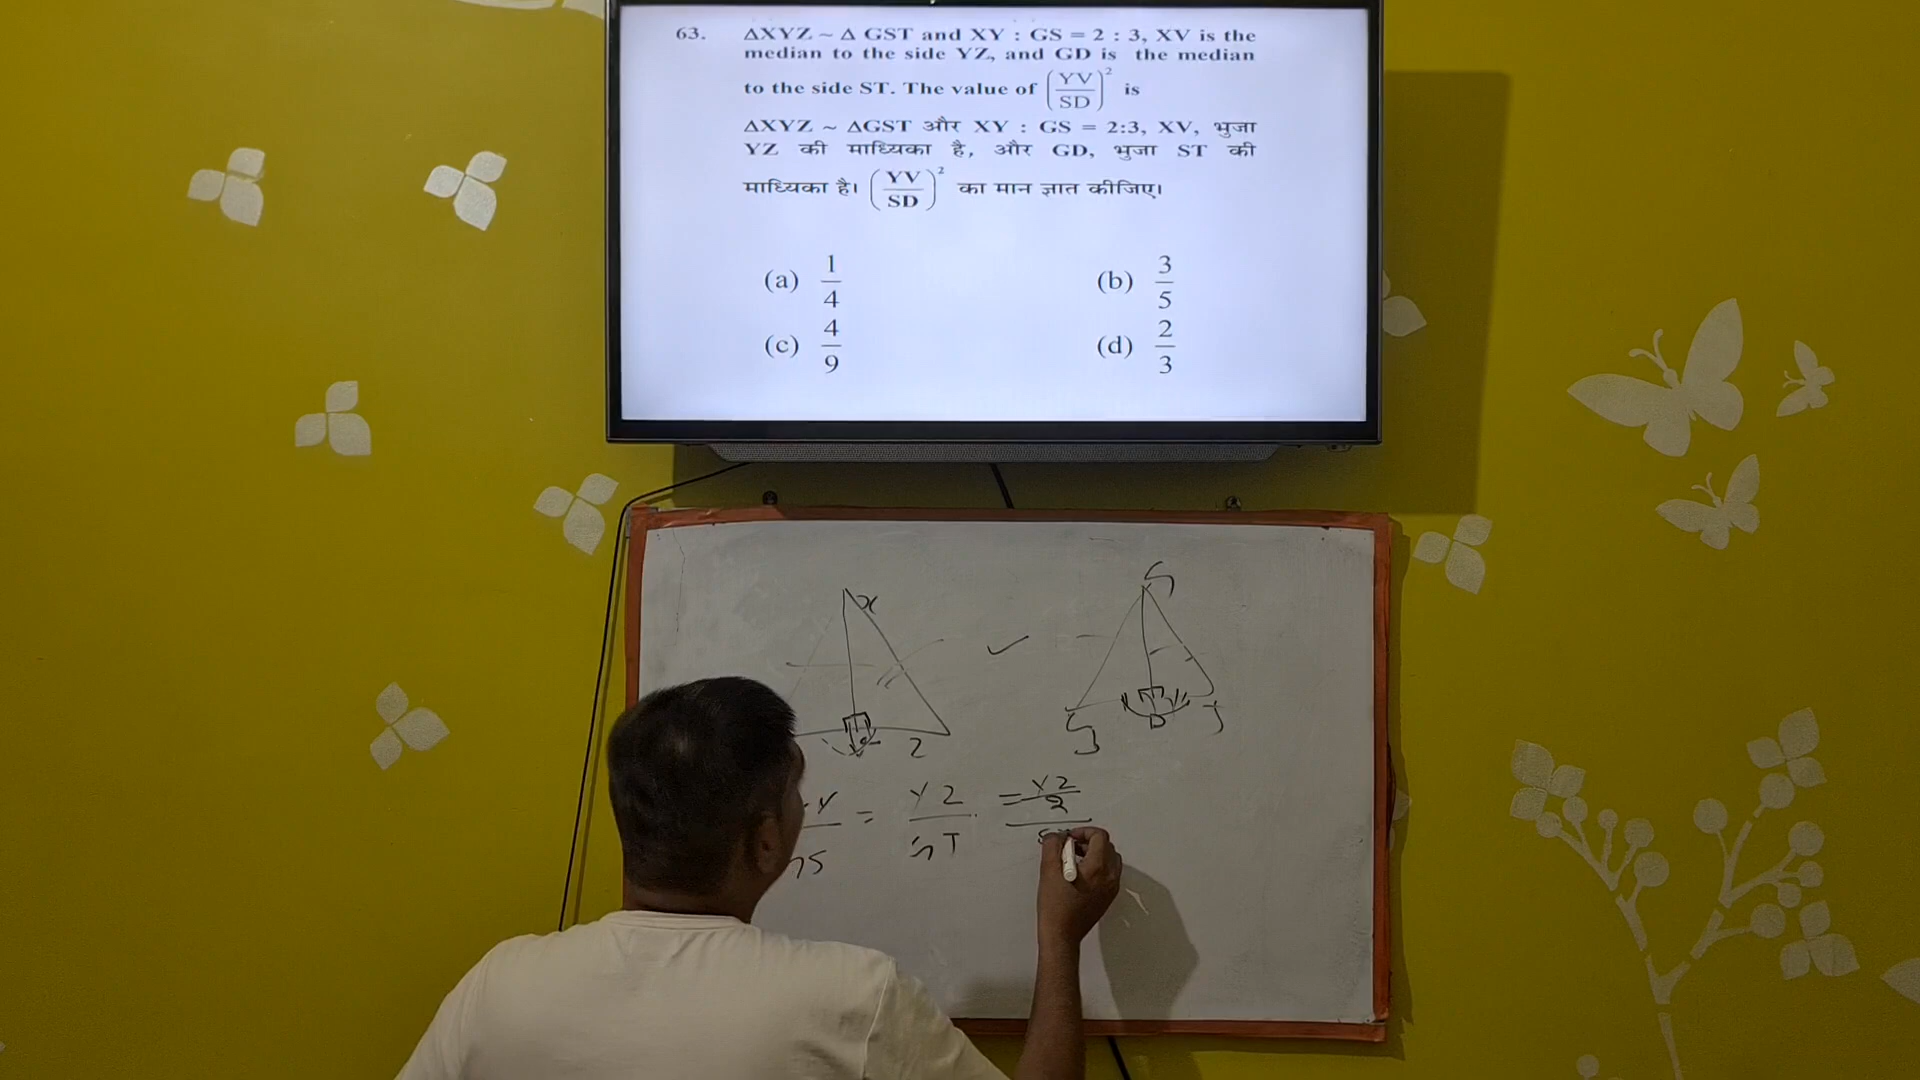 63. ΔXYZ ~ Δ GST and XY : GS = 2 : 3, XV is the
median to the side YZ, and GD is the median
to the side ST. The value of (YV/SD)² is
ΔXYZ ~ ΔGST और XY : GS = 2:3, XV, भुजा
YZ की माध्यिका है, और GD, भुजा ST की
माध्यिका है। (YV/SD)² का मान ज्ञात कीजिए।
(a) 1/4 (b) 3/5
(c) 4/9 (d) 2/3
x
S D
Z
Y/S = YZ/ST = YZ/2